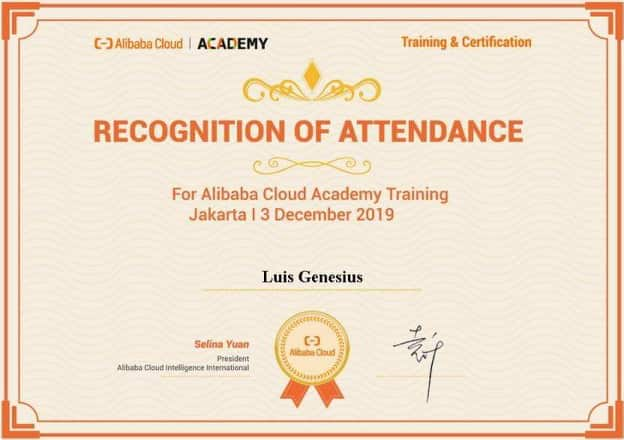 Alibaba Cloud | ACADEMY
Training & Certification
RECOGNITION OF ATTENDANCE
For Alibaba Cloud Academy Training
Jakarta I 3 December 2019
Luis Genesius
Selina Yuan
President
Alibaba Cloud Intelligence International
Alibaba Cloud